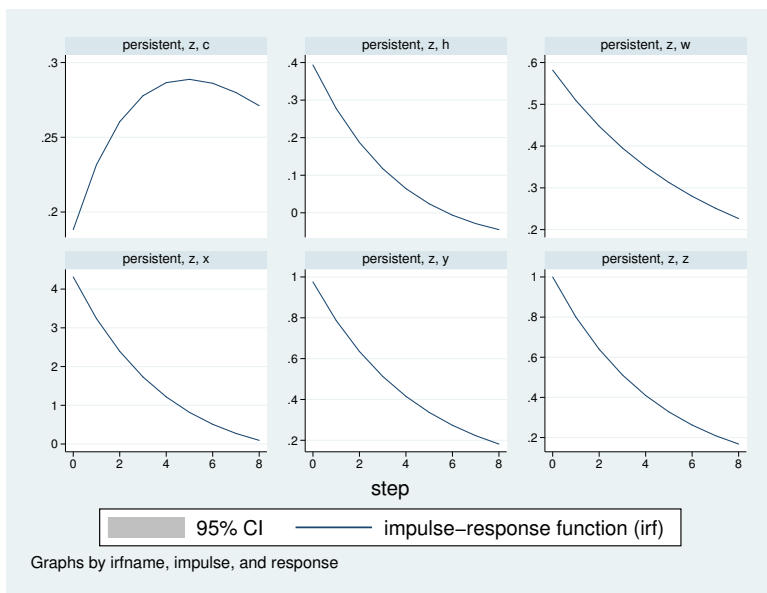 persistent, z, c
persistent, z, h
persistent, z, w
.3
.25
.2
.4
.3
.2
.1
0
.6
.5
.4
.3
.2
persistent, z, x
persistent, z, y
persistent, z, z
4
3
2
1
0
1
.8
.6
.4
.2
1
.8
.6
.4
.2
0 2 4 6 8
0 2 4 6 8
0 2 4 6 8
step
95% CI
impulse−response function (irf)
Graphs by irfname, impulse, and response